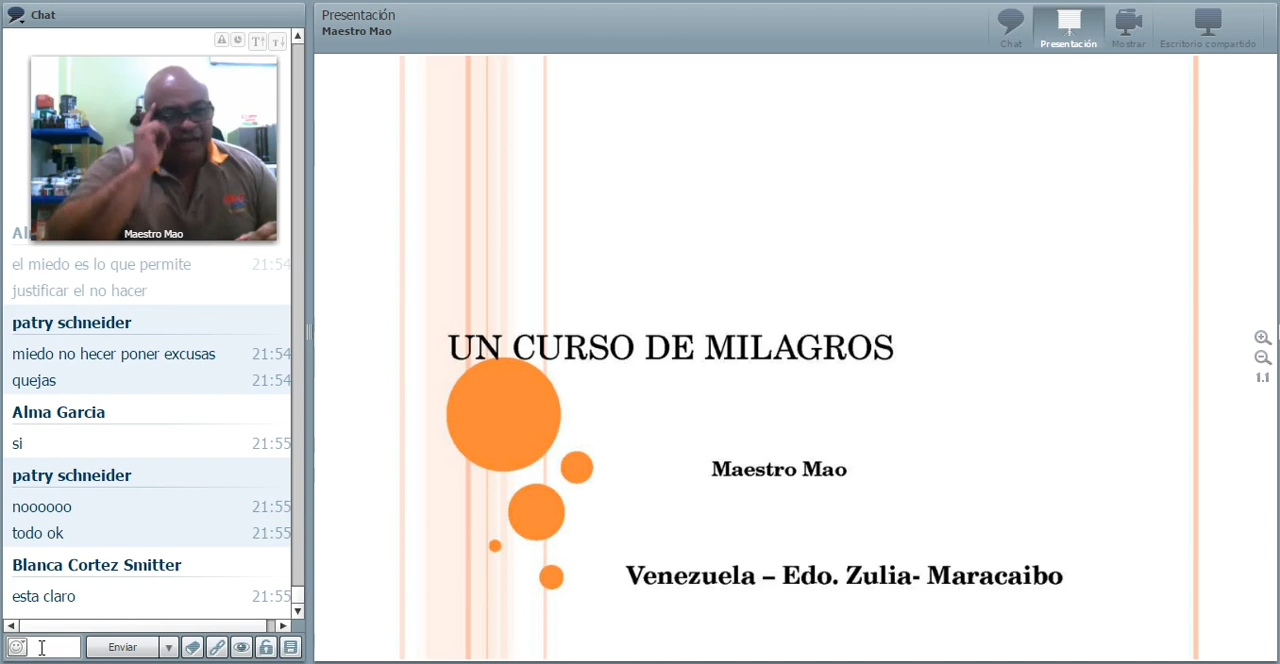 Chat
Maestro Mao
el miedo es lo que permite 21:54
justificar el no hacer
patry schneider
miedo no hacer poner excusas 21:54
quejas 21:54
Alma Garcia
si 21:55
patry schneider
noooooo 21:55
todo ok 21:55
Blanca Cortez Smitter
esta claro 21:55
Enviar
Presentación
Maestro Mao
Chat
Presentación
Mostrar
Escritorio compartido
UN CURSO DE MILAGROS
Maestro Mao
Venezuela – Edo. Zulia- Maracaibo
1.1